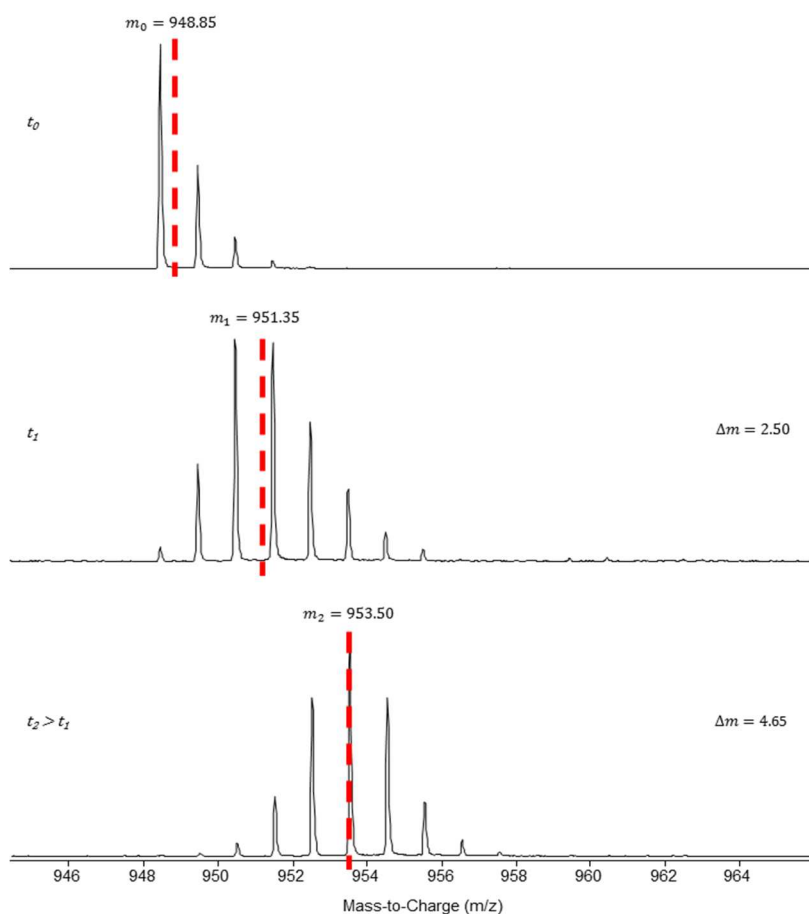 m₀ = 948.85
t₀
m₁ = 951.35
t₁
Δm = 2.50
m₂ = 953.50
t₂ > t₁
Δm = 4.65
946 948 950 952 954 956 958 960 962 964
Mass-to-Charge (m/z)